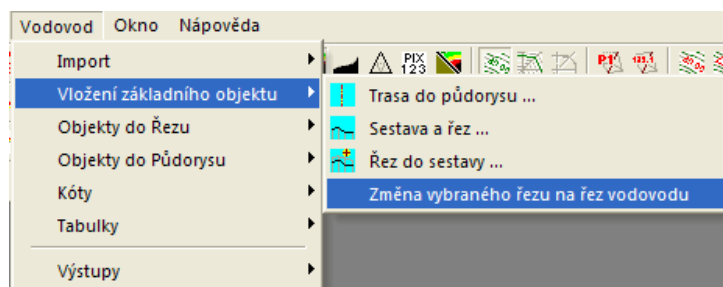 Vodovod Okno Nápověda
Import
PIX
123
Vložení základního objektu
Trasa do půdorysu ...
Objekty do Řezu
Sestava a řez ...
Objekty do Půdorysu
Řez do sestavy ...
Kóty
Změna vybraného řezu na řez vodovodu
Tabulky
Výstupy